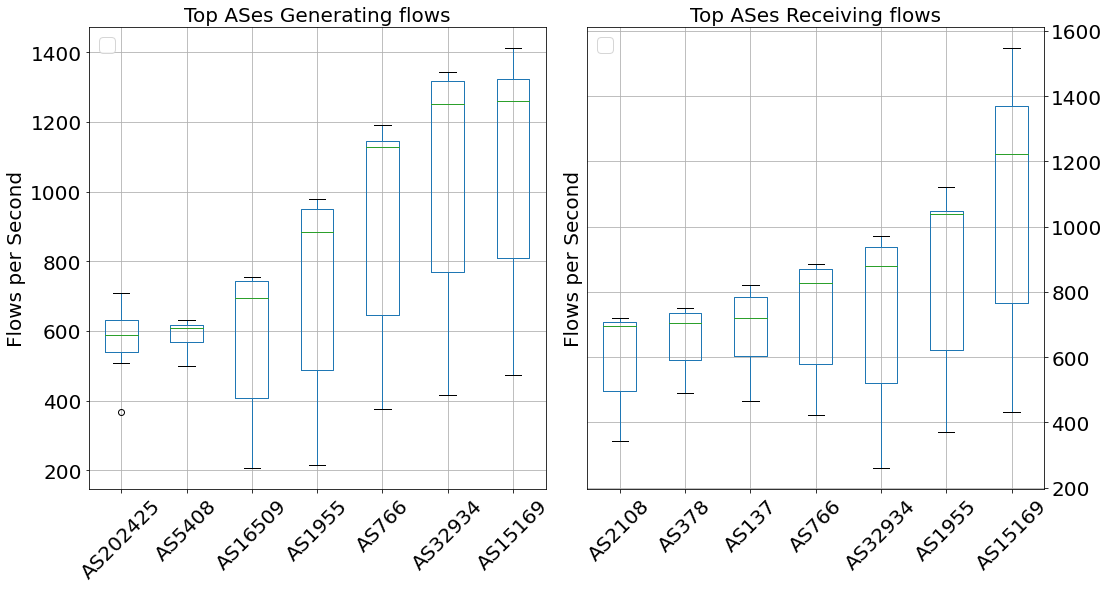 Top ASes Generating flows
Flows per Second
1400
1200
1000
800
600
400
200
AS202425
AS5408
AS16509
AS1955
AS766
AS32934
AS15169
Top ASes Receiving flows
Flows per Second
1600
1400
1200
1000
800
600
400
200
AS2108
AS378
AS137
AS766
AS32934
AS1955
AS15169